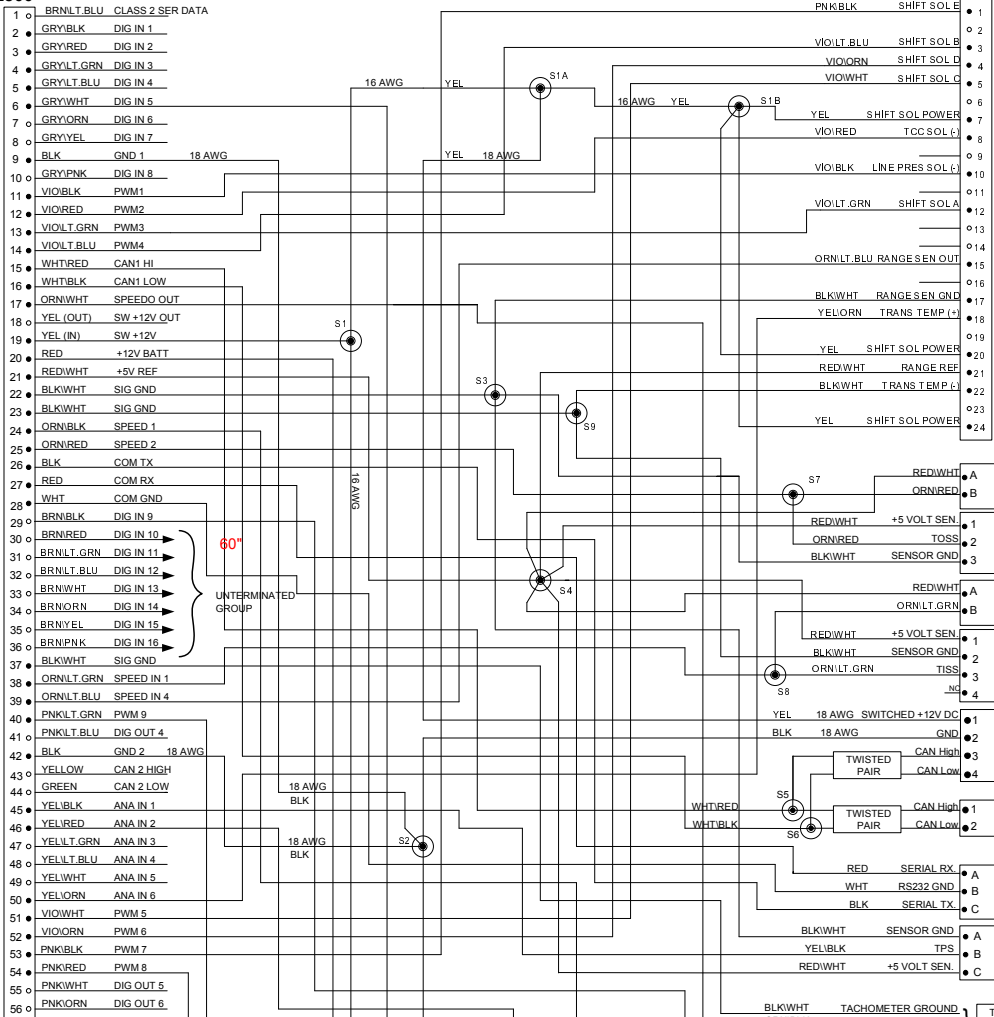 1 BRN\LT.BLU CLASS 2 SER DATA
2 GRY\BLK DIG IN 1
3 GRY\RED DIG IN 2
4 GRY\LT.GRN DIG IN 3
5 GRY\LT.BLU DIG IN 4
6 GRY\WHT DIG IN 5
7 GRY\ORN DIG IN 6
8 GRY\YEL DIG IN 7
9 BLK GND 1 18 AWG
10 GRY\PNK DIG IN 8
11 VIO\BLK PWM1
12 VIO\RED PWM2
13 VIO\LT.GRN PWM3
14 VIO\LT.BLU PWM4
15 WHT\RED CAN1 HI
16 WHT\BLK CAN1 LOW
17 ORN\WHT SPEEDO OUT
18 YEL (OUT) SW +12V OUT
19 YEL (IN) SW +12V
20 RED +12V BATT
21 RED\WHT +5V REF
22 BLK\WHT SIG GND
23 BLK\WHT SIG GND
24 ORN\BLK SPEED 1
25 ORN\RED SPEED 2
26 BLK COM TX
27 RED COM RX
28 WHT COM GND
29 BRN\BLK DIG IN 9
30 BRN\RED DIG IN 10
31 BRN\LT.GRN DIG IN 11
32 BRN\LT.BLU DIG IN 12
33 BRN\WHT DIG IN 13
34 BRN\ORN DIG IN 14
35 BRN\YEL DIG IN 15
36 BRN\PNK DIG IN 16
37 BLK\WHT SIG GND
38 ORN\LT.GRN SPEED IN 1
39 ORN\LT.BLU SPEED IN 4
40 PNK\LT.GRN PWM 9
41 PNK\LT.BLU DIG OUT 4
42 BLK GND 2 18 AWG
43 YELLOW CAN 2 HIGH
44 GREEN CAN 2 LOW
45 YEL\BLK ANA IN 1
46 YEL\RED ANA IN 2
47 YEL\LT.GRN ANA IN 3
48 YEL\LT.BLU ANA IN 4
49 YEL\WHT ANA IN 5
50 YEL\ORN ANA IN 6
51 VIO\WHT PWM 5
52 VIO\ORN PWM 6
53 PNK\BLK PWM 7
54 PNK\RED PWM 8
55 PNK\WHT DIG OUT 5
56 PNK\ORN DIG OUT 6
60"
UNTERMINATED
GROUP
16 AWG YEL S1A
16 AWG YEL S1B
YEL 18 AWG
S1
16 AWG
S3
S9
S7
S4
S8
S5
S6
S2
18 AWG
BLK
18 AWG
BLK
WHT\RED
WHT\BLK
PNK\BLK SHIFT SOL E 1
2
VIO\LT.BLU SHIFT SOL B 3
VIO\ORN SHIFT SOL D 4
VIO\WHT SHIFT SOL C 5
6
YEL SHIFT SOL POWER 7
VIO\RED TCC SOL (-) 8
9
VIO\BLK LINE PRES SOL (-) 10
11
VIO\LT.GRN SHIFT SOL A 12
13
14
ORN\LT.BLU RANGE SEN OUT 15
16
BLK\WHT RANGE SEN GND 17
YEL\ORN TRANS TEMP (+) 18
19
YEL SHIFT SOL POWER 20
RED\WHT RANGE REF 21
BLK\WHT TRANS TEMP (-) 22
23
YEL SHIFT SOL POWER 24
RED\WHT A
ORN\RED B
RED\WHT +5 VOLT SEN. 1
ORN\RED TOSS 2
BLK\WHT SENSOR GND 3
RED\WHT A
ORN\LT.GRN B
RED\WHT +5 VOLT SEN. 1
BLK\WHT SENSOR GND 2
ORN\LT.GRN TISS 3
NC 4
YEL 18 AWG SWITCHED +12V DC 1
BLK 18 AWG GND 2
TWISTED
PAIR
CAN High 3
CAN Low 4
TWISTED
PAIR
CAN High 1
CAN Low 2
RED SERIAL RX. A
WHT RS232 GND B
BLK SERIAL TX. C
BLK\WHT SENSOR GND A
YEL\BLK TPS B
RED\WHT +5 VOLT SEN. C
BLK\WHT TACHOMETER GROUND